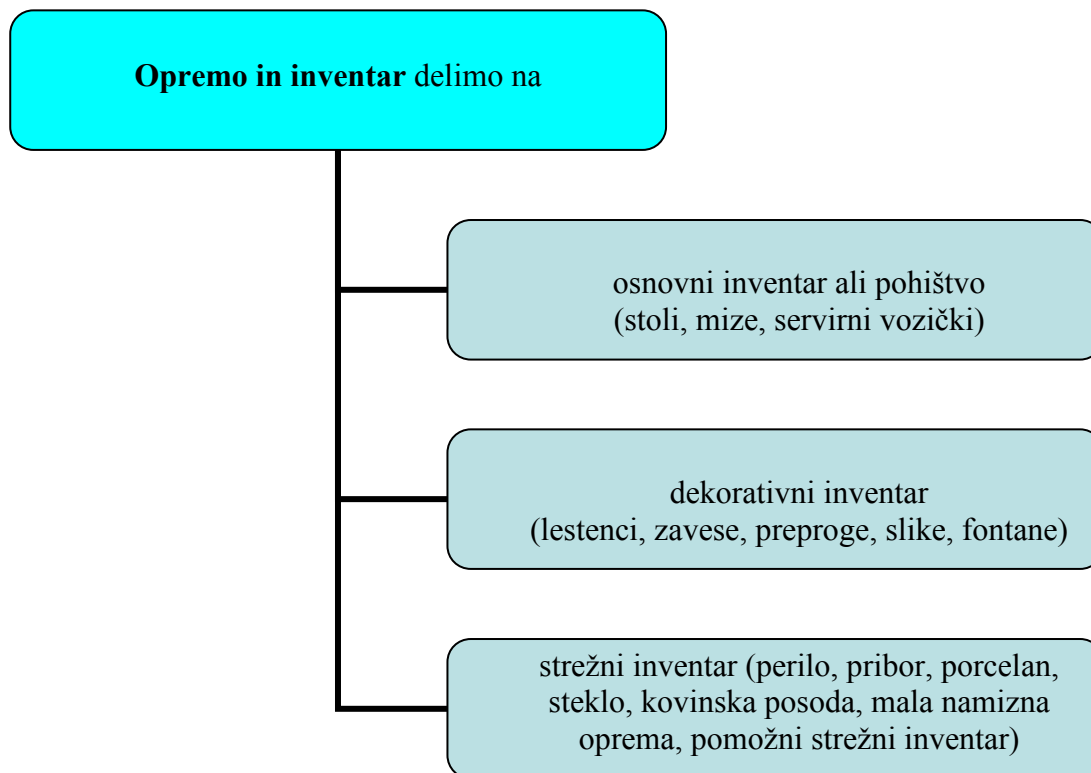 Opremo in inventar delimo na
osnovni inventar ali pohištvo
(stoli, mize, servirni vozički)
dekorativni inventar
(lestenci, zavese, preproge, slike, fontane)
strežni inventar (perilo, pribor, porcelan,
steklo, kovinska posoda, mala namizna
oprema, pomožni strežni inventar)